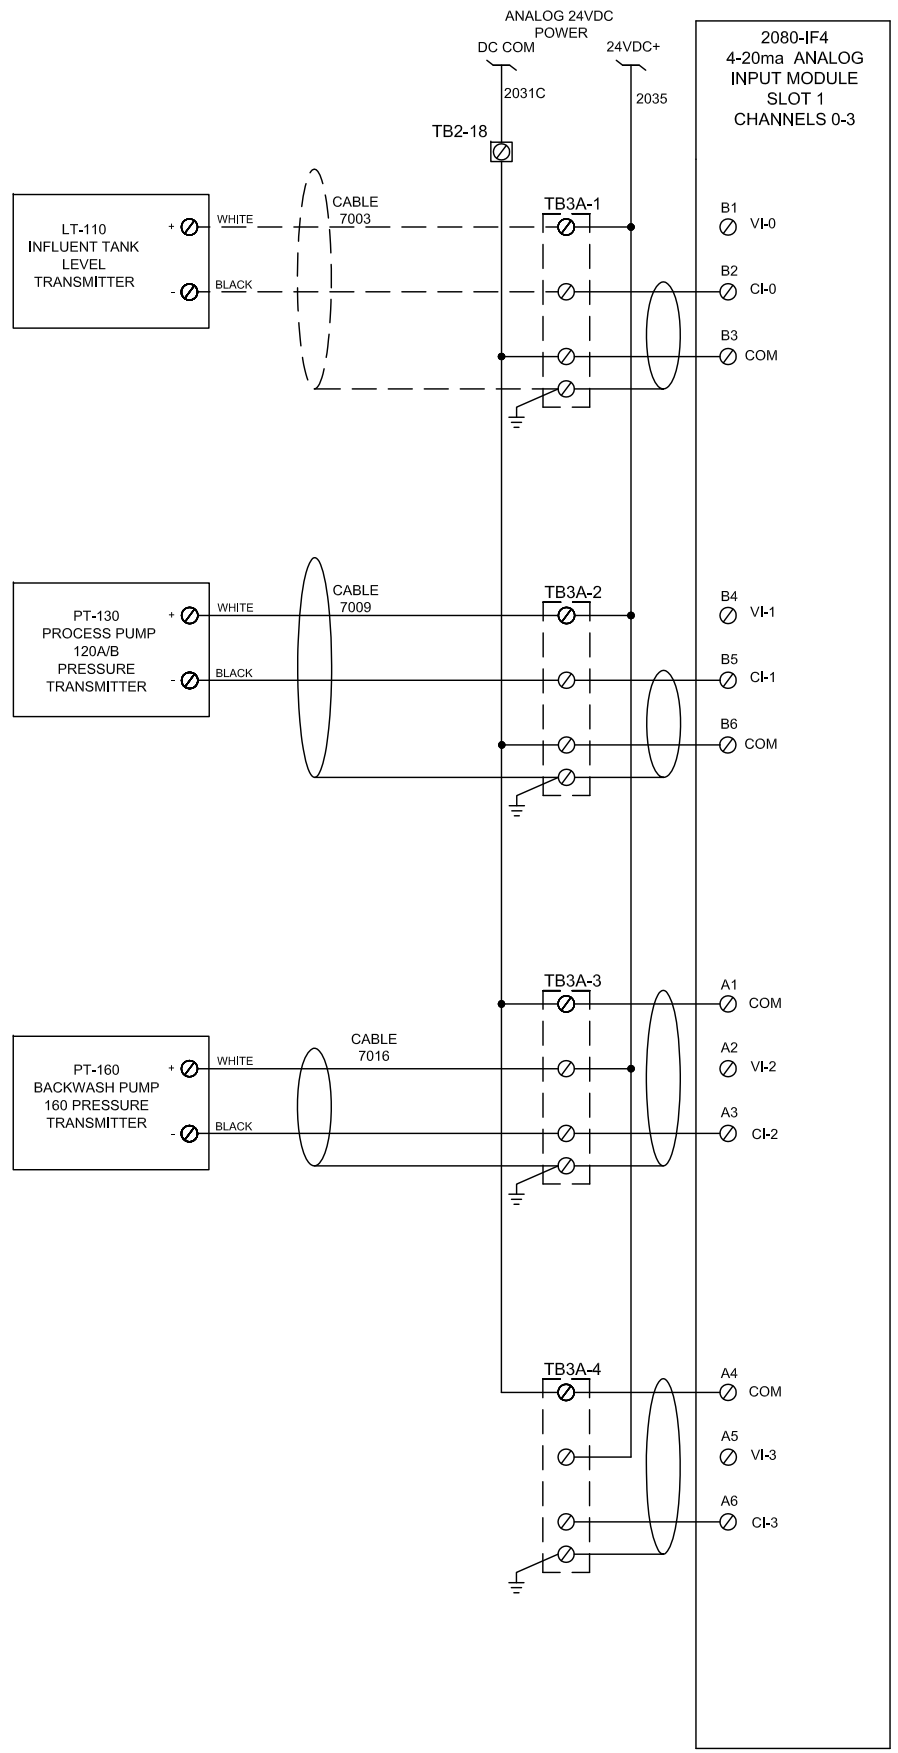 ANALOG 24VDC
POWER
DC COM
24VDC+
2031C
2035
TB2-18
2080-IF4
4-20ma ANALOG
INPUT MODULE
SLOT 1
CHANNELS 0-3
LT-110
INFLUENT TANK
LEVEL
TRANSMITTER
+
-
WHITE
BLACK
CABLE
7003
TB3A-1
B1
VI-0
B2
CI-0
B3
COM
PT-130
PROCESS PUMP
120A/B
PRESSURE
TRANSMITTER
+
-
WHITE
BLACK
CABLE
7009
TB3A-2
B4
VI-1
B5
CI-1
B6
COM
PT-160
BACKWASH PUMP
160 PRESSURE
TRANSMITTER
+
-
WHITE
BLACK
CABLE
7016
TB3A-3
A1
COM
A2
VI-2
A3
CI-2
TB3A-4
A4
COM
A5
VI-3
A6
CI-3